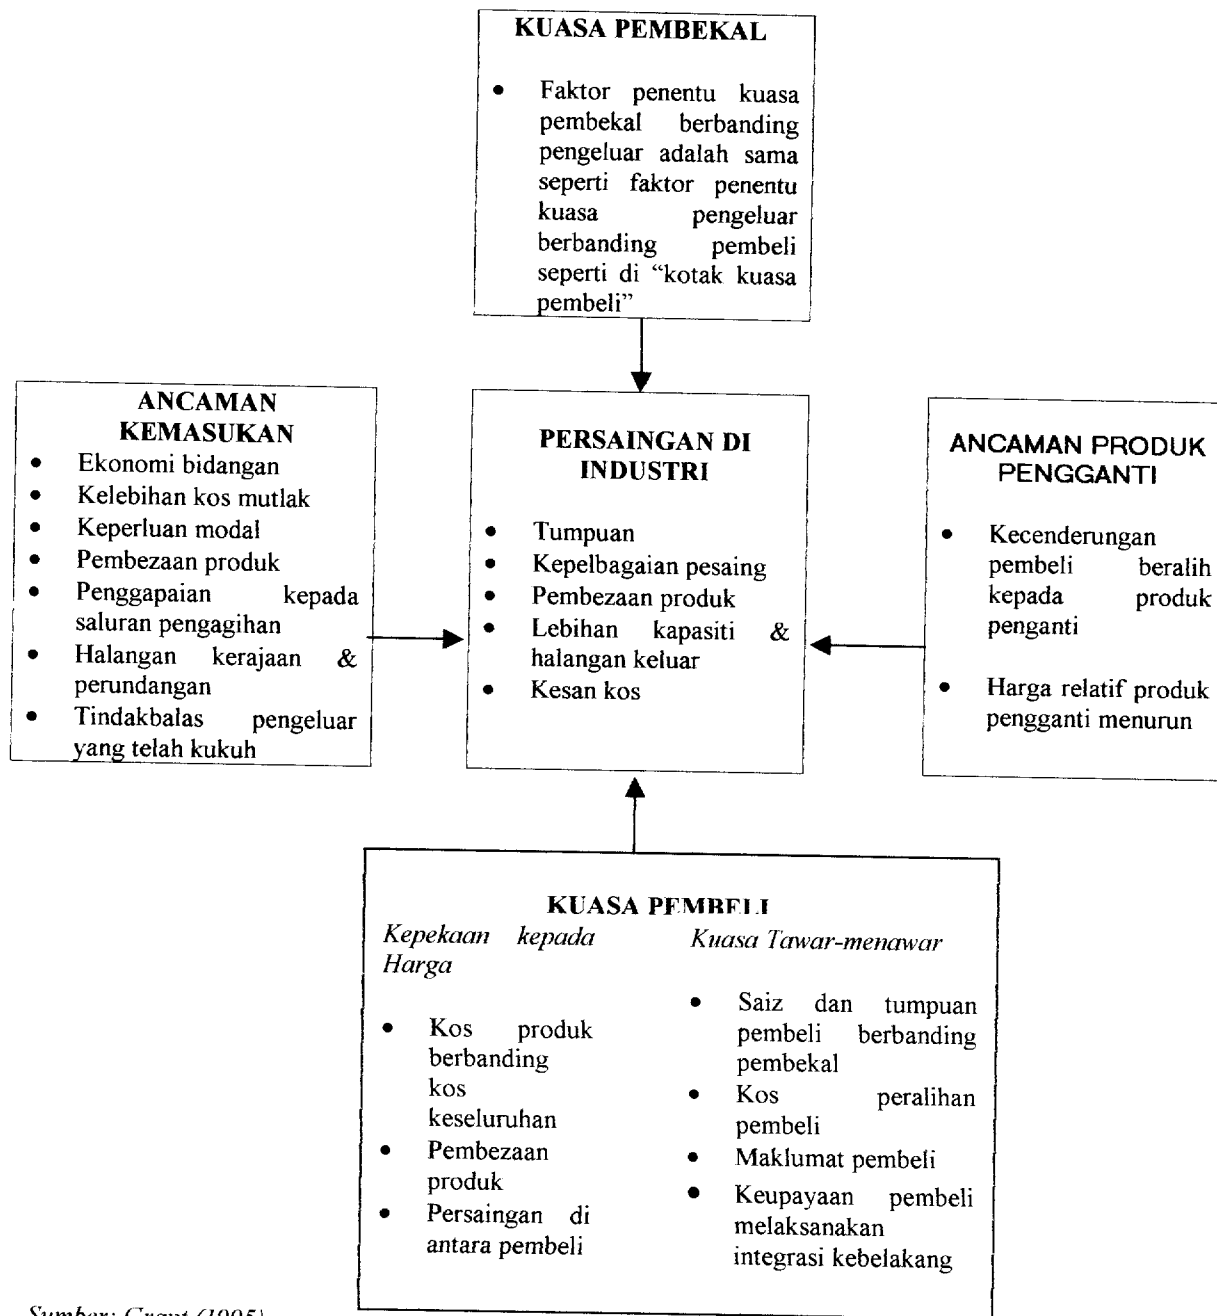 KUASA PEMBEKAL
• Faktor penentu kuasa
pembekal berbanding
pengeluar adalah sama
seperti faktor penentu
kuasa pengeluar
berbanding pembeli
seperti di “kotak kuasa
pembeli”
ANCAMAN
KEMASUKAN
• Ekonomi bidangan
• Kelebihan kos mutlak
• Keperluan modal
• Pembezaan produk
• Penggapaian kepada
saluran pengagihan
• Halangan kerajaan &
perundangan
• Tindakbalas pengeluar
yang telah kukuh
PERSAINGAN DI
INDUSTRI
• Tumpuan
• Kepelbagaian pesaing
• Pembezaan produk
• Lebihan kapasiti &
halangan keluar
• Kesan kos
ANCAMAN PRODUK
PENGGANTI
• Kecenderungan
pembeli beralih
kepada produk
penganti
• Harga relatif produk
pengganti menurun
KUASA PEMBELI
Kepekaan kepada
Harga
• Kos produk
berbanding
kos
keseluruhan
• Pembezaan
produk
• Persaingan di
antara pembeli
Kuasa Tawar-menawar
• Saiz dan tumpuan
pembeli berbanding
pembekal
• Kos peralihan
pembeli
• Maklumat pembeli
• Keupayaan pembeli
melaksanakan
integrasi kebelakang
Sumber: Grant (1995)